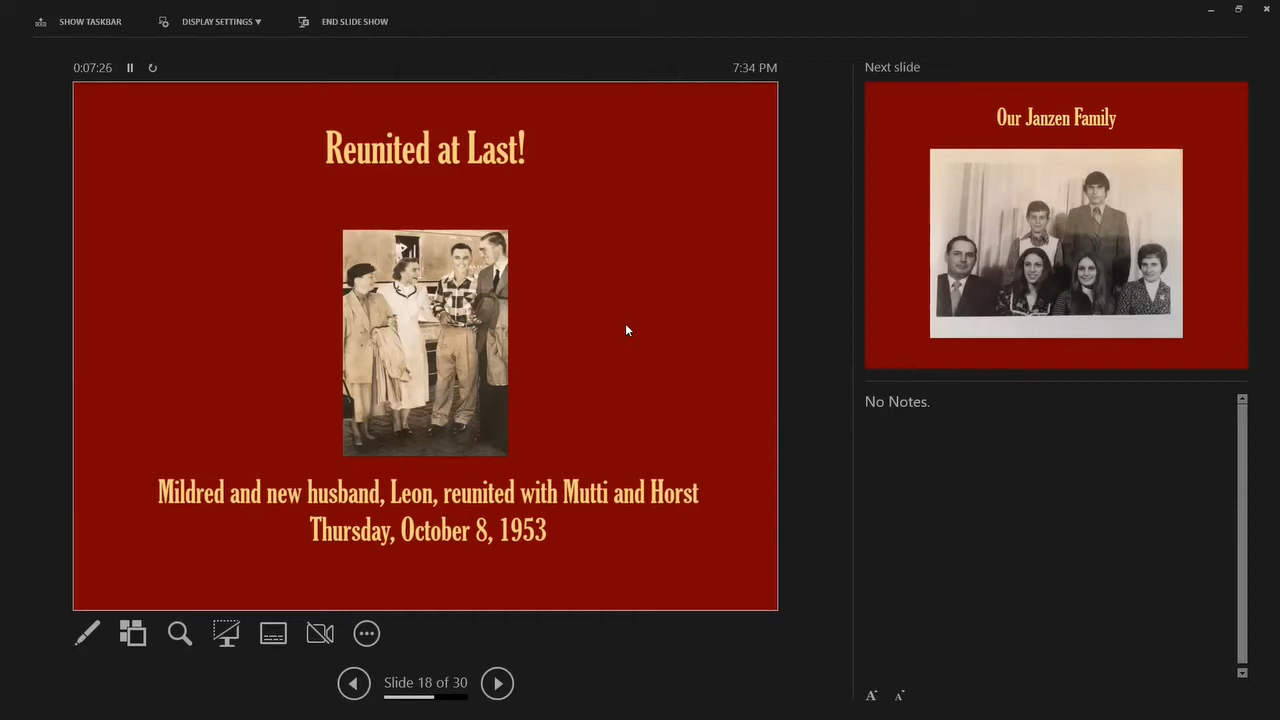 SHOW TASKBAR
DISPLAY SETTINGS
END SLIDE SHOW
0:07:26
7:34 PM
Next slide
Reunited at Last!
Mildred and new husband, Leon, reunited with Mutti and Horst
Thursday, October 8, 1953
Our Janzen Family
No Notes.
Slide 18 of 30
A A